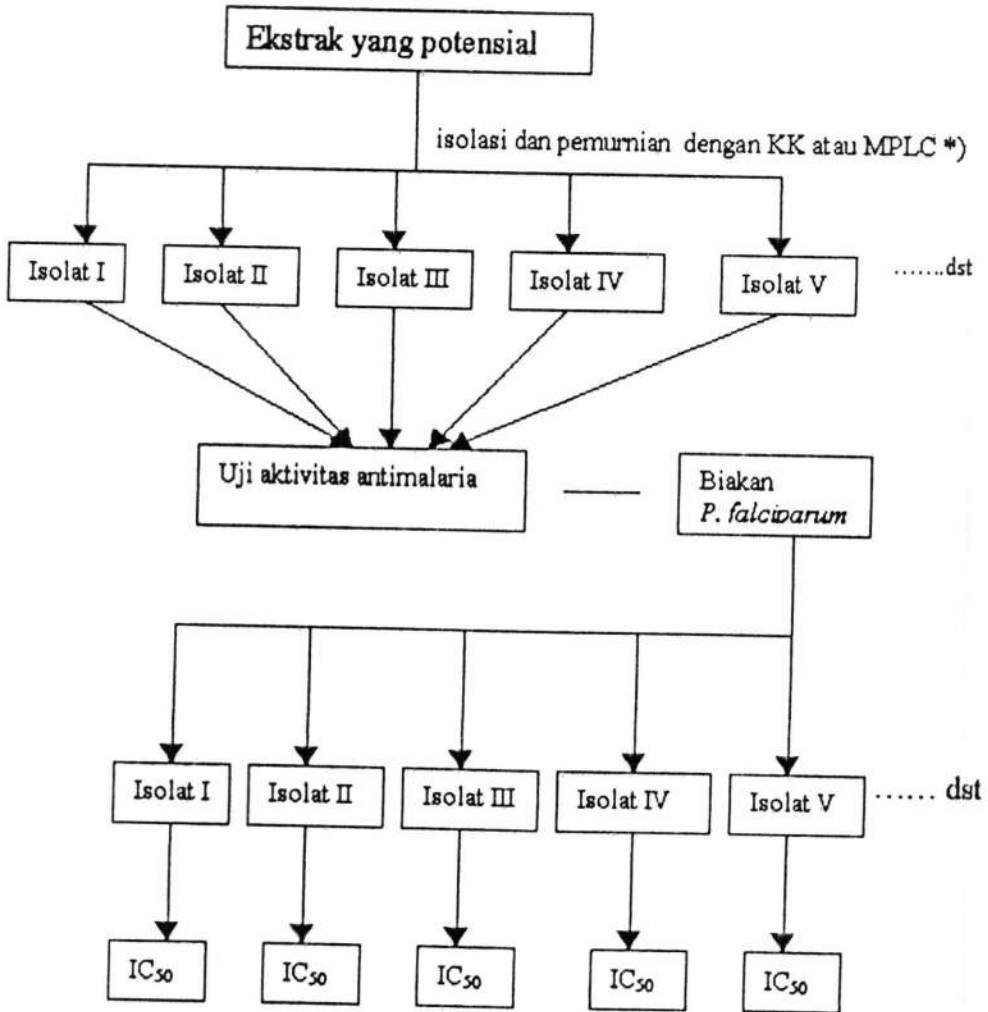 Ekstrak yang potensial
isolasi dan pemurnian dengan KK atau MPLC *)
Isolat I
Isolat II
Isolat III
Isolat IV
Isolat V
.......dst
Uji aktivitas antimalaria
Biakan
P. falciparum
Isolat I
Isolat II
Isolat III
Isolat IV
Isolat V
...... dst
IC50
IC50
IC50
IC50
IC50